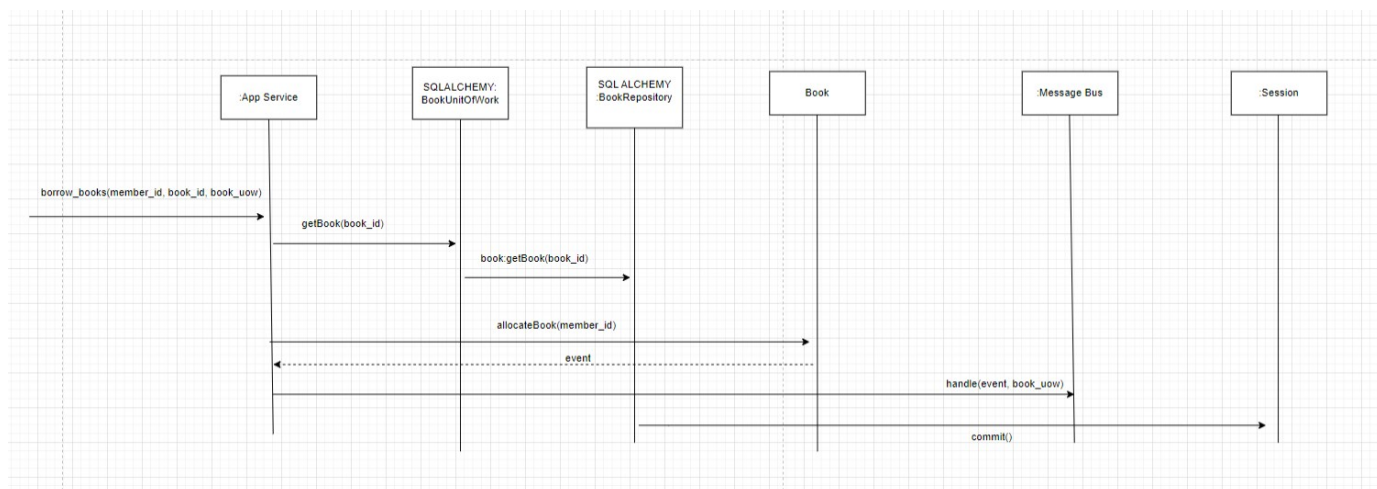 :App Service
SQLALCHEMY:
BookUnitOfWork
SQL ALCHEMY
:BookRepository
Book
:Message Bus
:Session
borrow_books(member_id, book_id, book_uow)
getBook(book_id)
book:getBook(book_id)
allocateBook(member_id)
event
handle(event, book_uow)
commit()